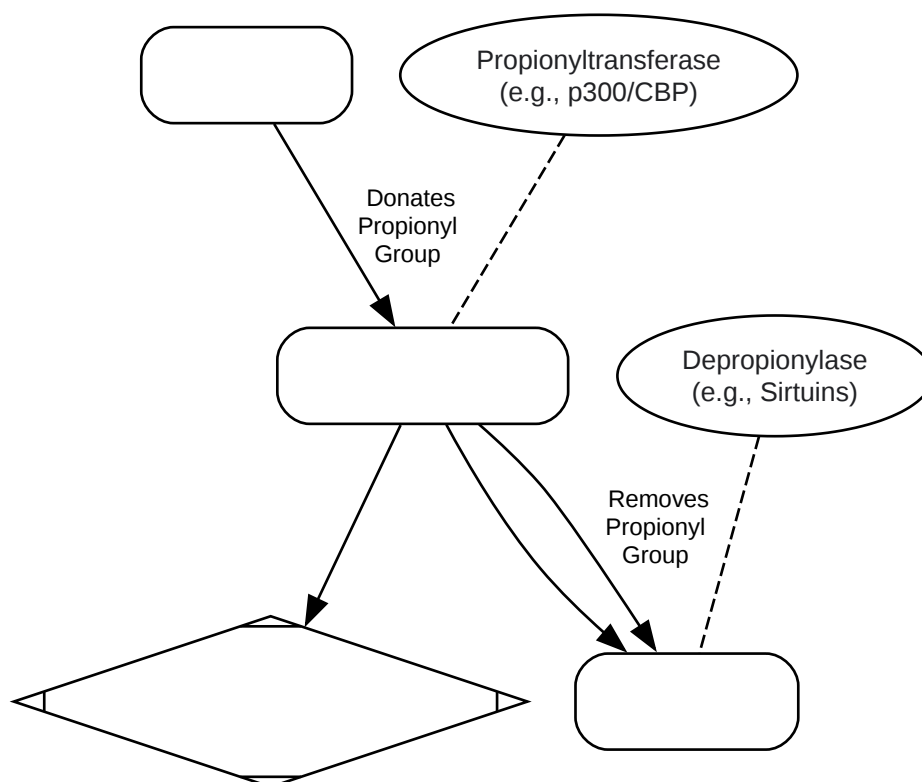 Propionyltransferase
(e.g., p300/CBP)
Donates
Propionyl
Group
Depropionylase
(e.g., Sirtuins)
Removes
Propionyl
Group